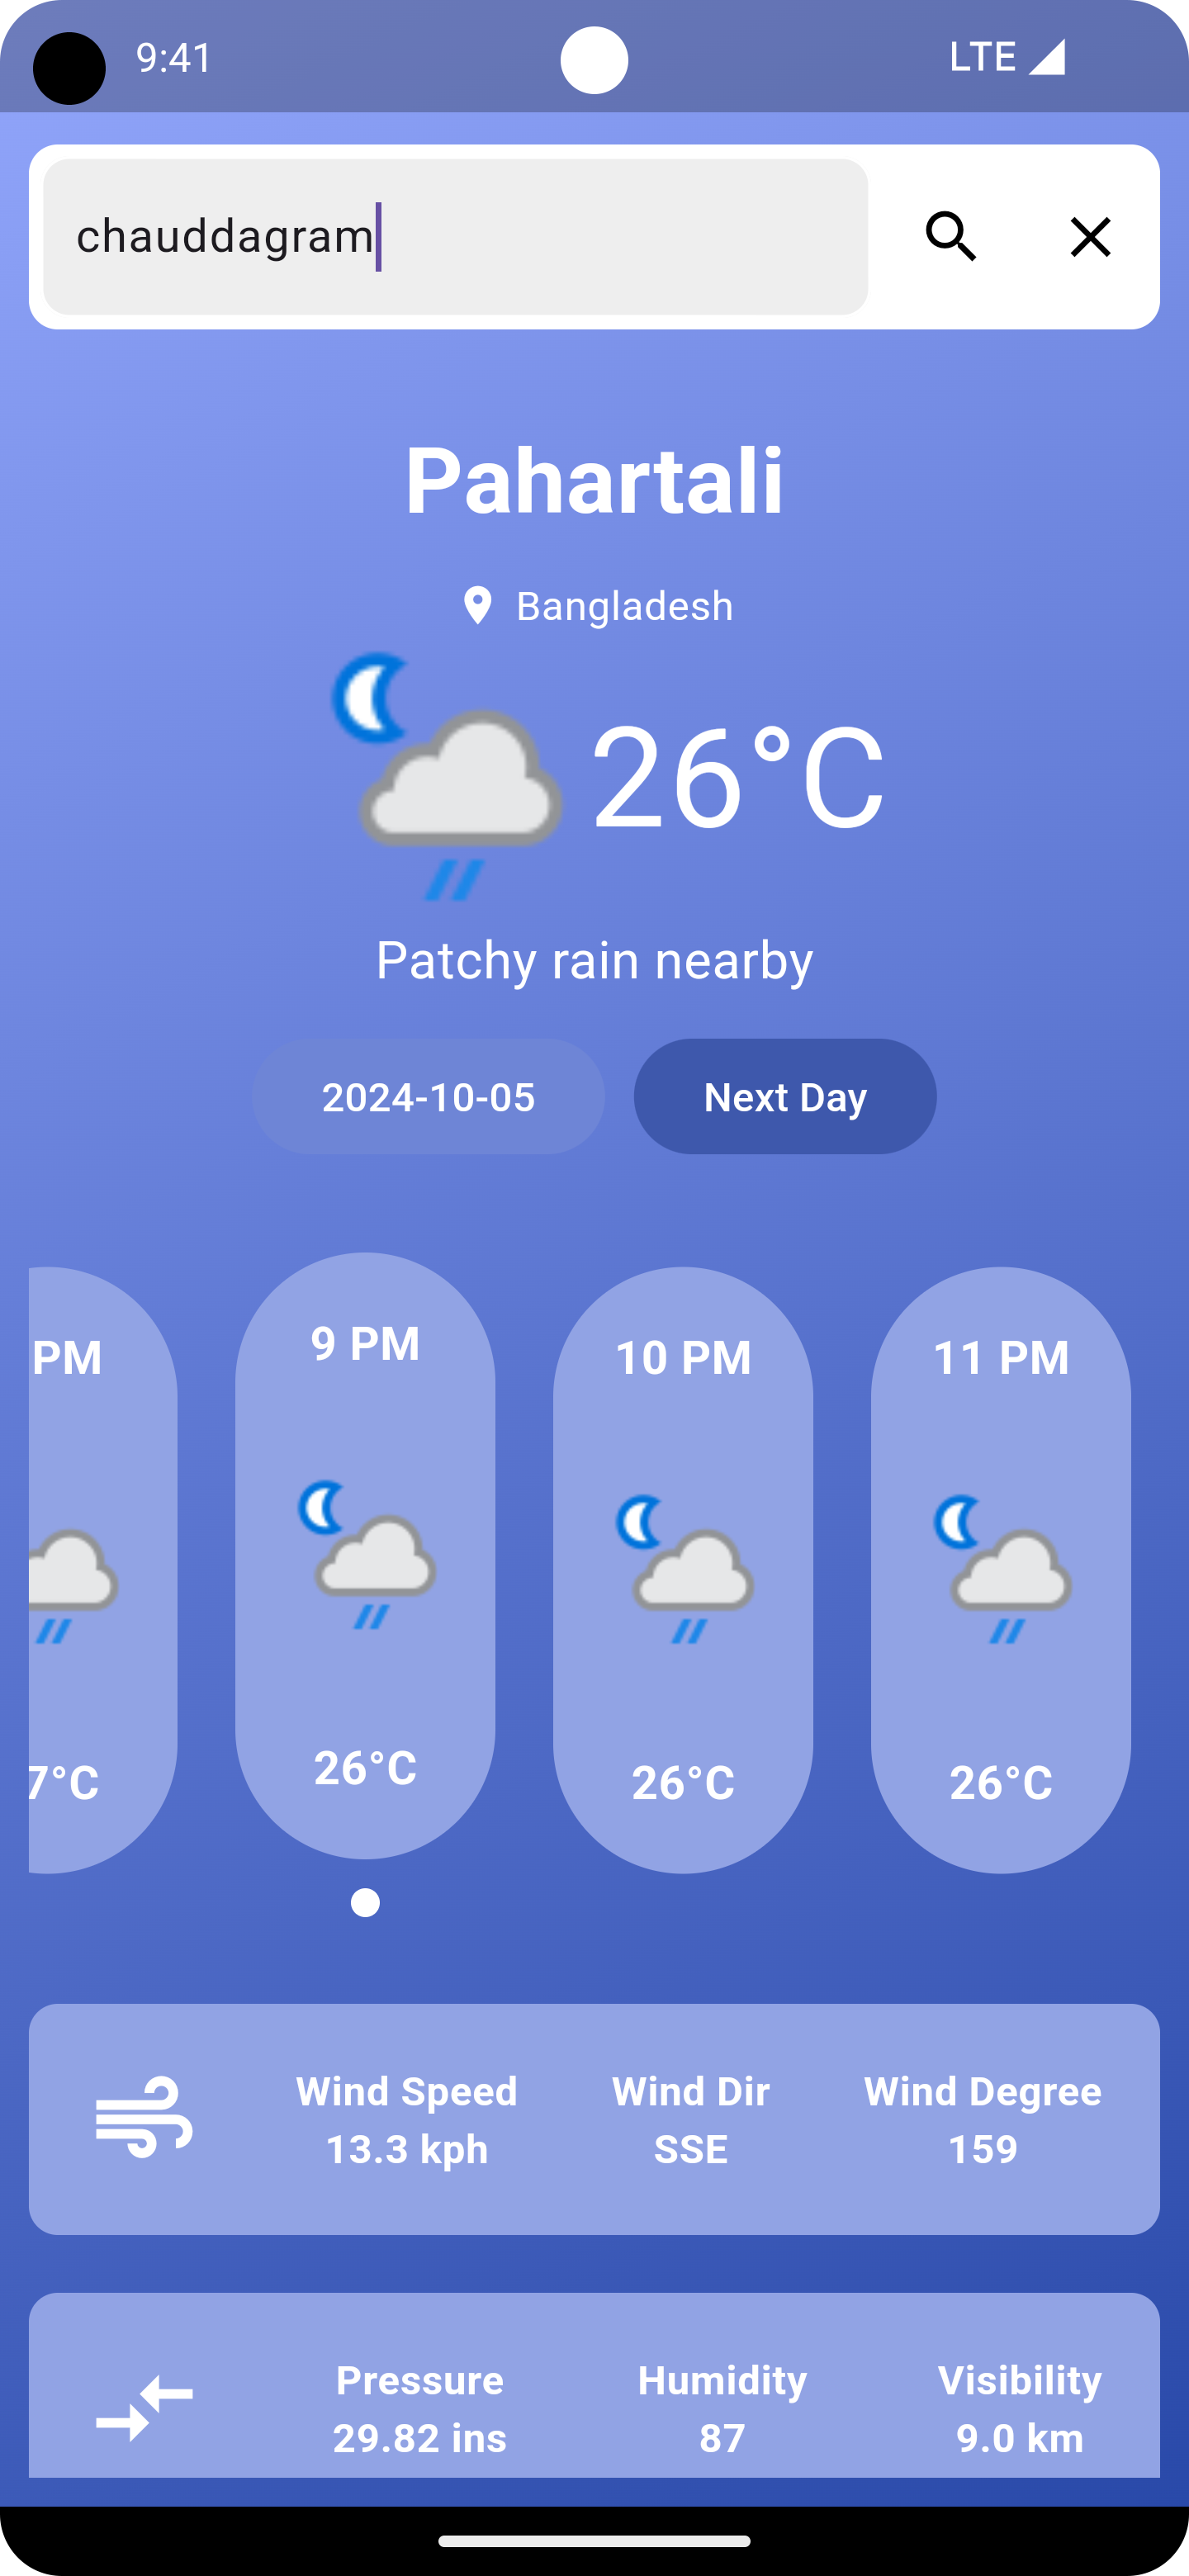 9:41 LTE
chauddagram
Pahartali
Bangladesh
26°C
Patchy rain nearby
2024-10-05 Next Day
PM 9 PM 10 PM 11 PM
7°C 26°C 26°C 26°C
Wind Speed Wind Dir Wind Degree
13.3 kph SSE 159
Pressure Humidity Visibility
29.82 ins 87 9.0 km